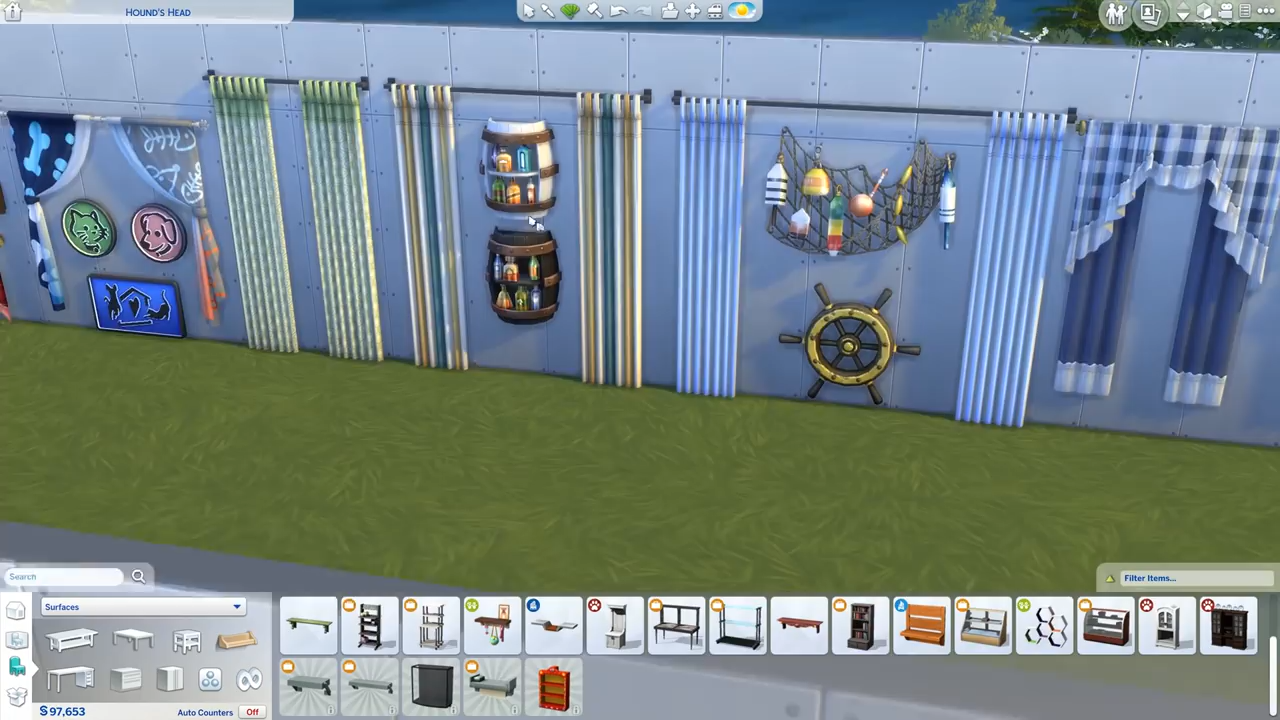 HOUND'S HEAD
Search
Filter Items...
Surfaces
$97,653
Auto Counters
Off